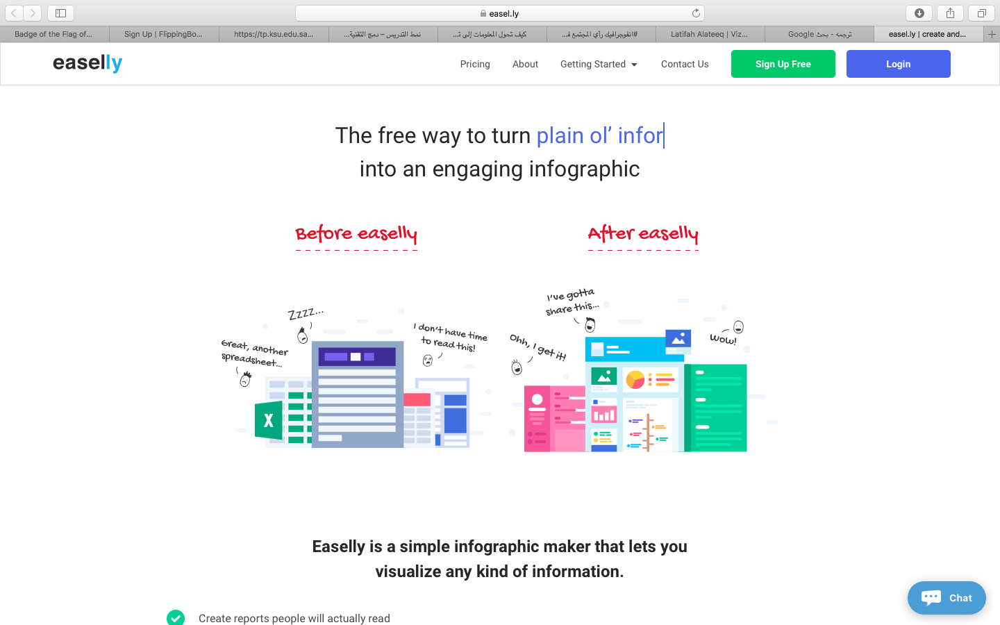 easel.ly
Badge of the Flag of...
Sign Up | FlippingBo...
https://tp.ksu.edu.sa...
نمط التدريس – دمج التقنية...
كيف تحول المعلومات إلى تـ...
#انفوجرافيك رأي المجتمع فـ...
Latifah Alateeq | Viz...
ترجمه - بحث Google
easel.ly | create and...
easelly
Pricing
About
Getting Started
Contact Us
Sign Up Free
Login
The free way to turn plain ol’ infor
into an engaging infographic
Before easelly
After easelly
Zzzz...
Great, another
spreadsheet...
I don't have time
to read this!
X
I've gotta
share this...
Ohh, I get it!
Wow!
Easelly is a simple infographic maker that lets you
visualize any kind of information.
Create reports people will actually read
Chat